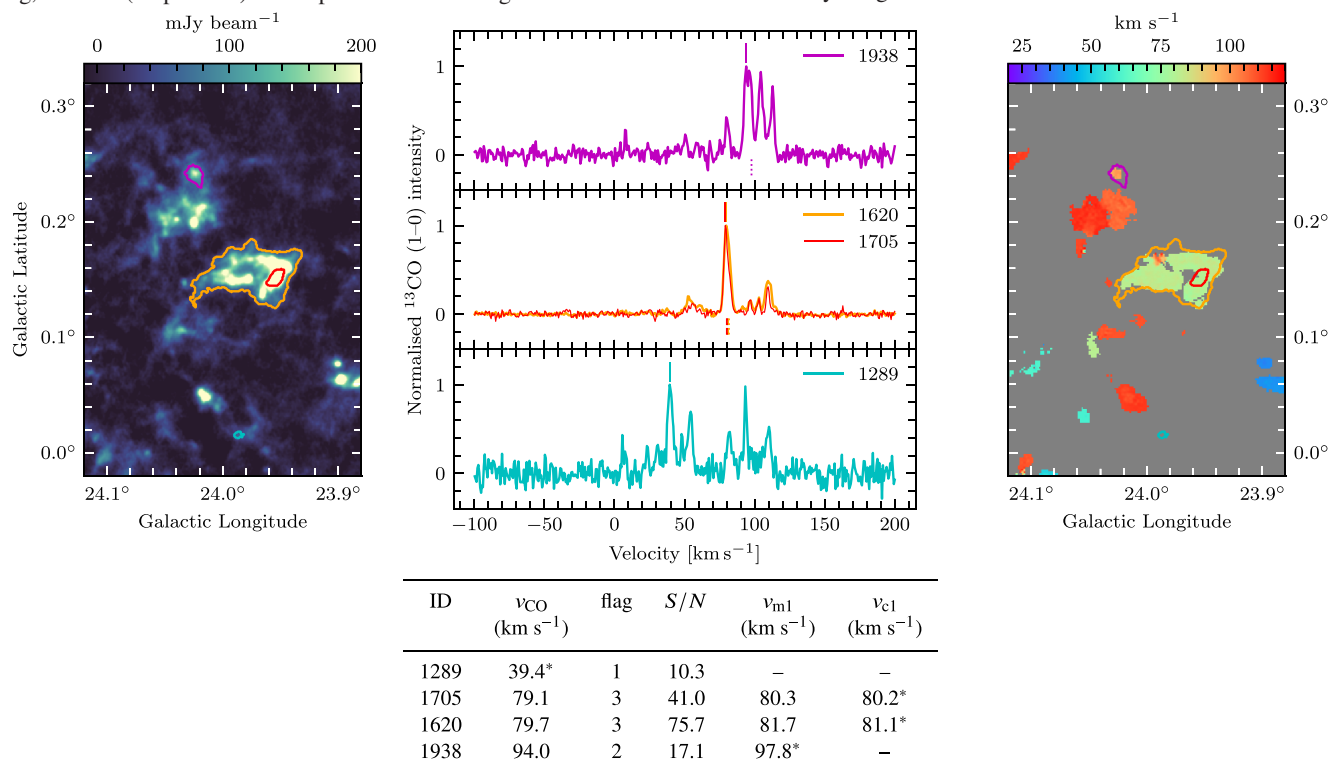 mJy beam⁻¹
0 100 200
0.3°
0.2°
0.1°
0.0°
Galactic Latitude
24.1° 24.0° 23.9°
Galactic Longitude
Normalised ¹³CO (1–0) intensity
1938
1
0
1620
1705
1
0
1289
1
0
−100 −50 0 50 100 150 200
Velocity [km s⁻¹]
km s⁻¹
25 50 75 100
0.3°
0.2°
0.1°
0.0°
24.1° 24.0° 23.9°
Galactic Longitude
ID v_CO flag S/N v_m1 v_c1
(km s⁻¹) (km s⁻¹) (km s⁻¹)
1289 39.4* 1 10.3 – –
1705 79.1 3 41.0 80.3 80.2*
1620 79.7 3 75.7 81.7 81.1*
1938 94.0 2 17.1 97.8* –